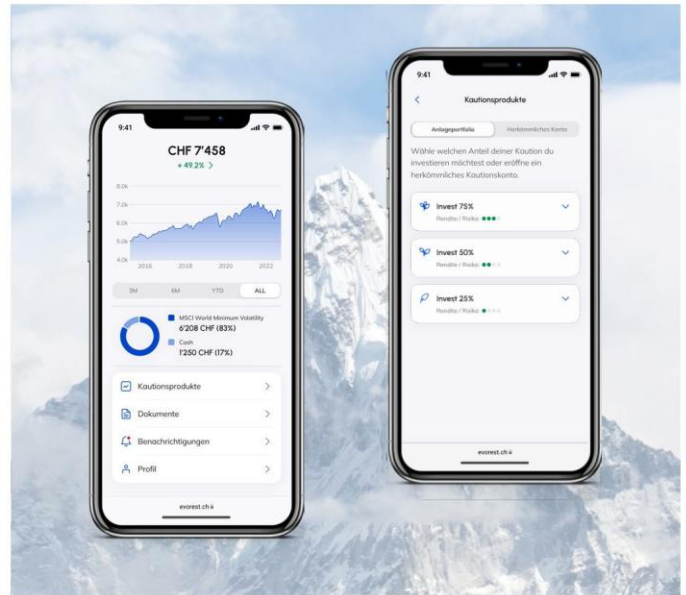 9:41
CHF 7'458
+ 49.2% >
8.0k
7.0k
6.0k
5.0k
4.0k
2016 2018 2020 2022
3M 6M YTD ALL
MSCI World Minimum Volatility
6'208 CHF (83%)
Cash
1'250 CHF (17%)
Kautionsprodukte
Dokumente
Benachrichtigungen
Profil
evorest.ch
9:41
Kautionsprodukte
Anlageportfolio Herkömmliches Konto
Wähle welchen Anteil deiner Kaution du
investieren möchtest oder eröffne ein
herkömmliches Kautionskonto.
Invest 75%
Rendite / Risiko:
Invest 50%
Rendite / Risiko:
Invest 25%
Rendite / Risiko:
evorest.ch